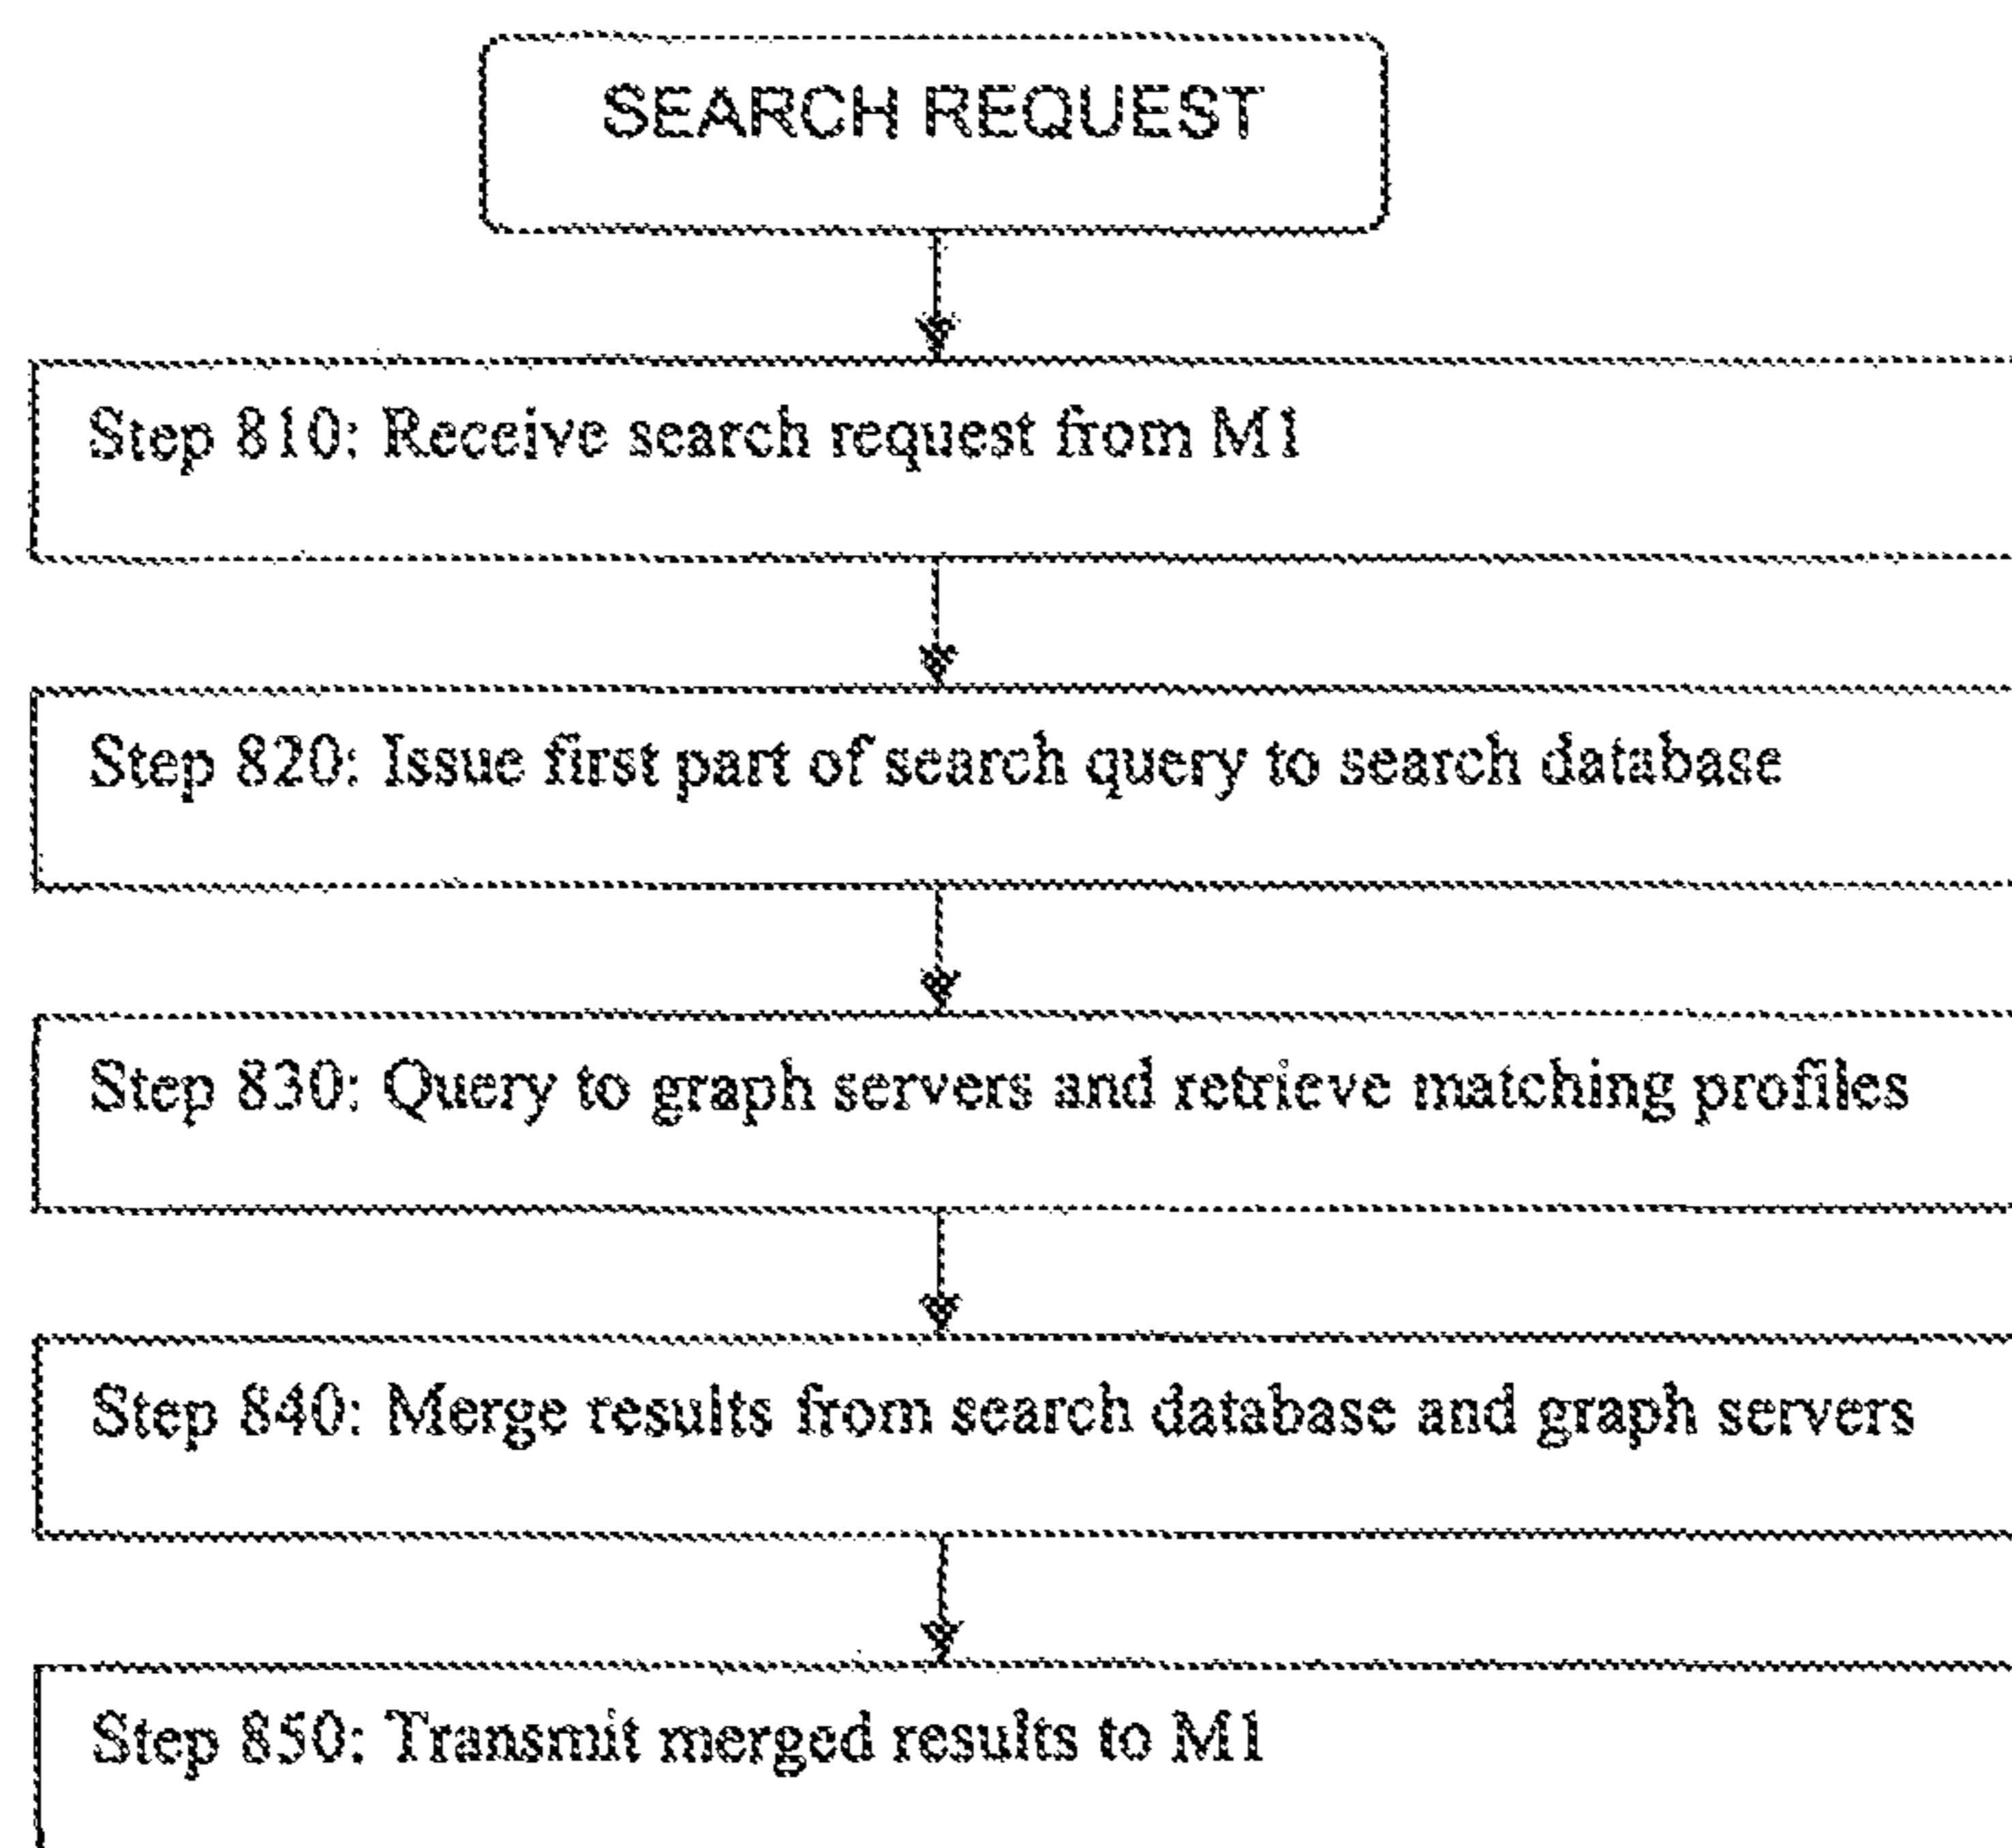 SEARCH REQUEST
Step 810: Receive search request from M1
Step 820: Issue first part of search query to search database
Step 830: Query to graph servers and retrieve matching profiles
Step 840: Merge results from search database and graph servers
Step 850: Transmit merged results to M1